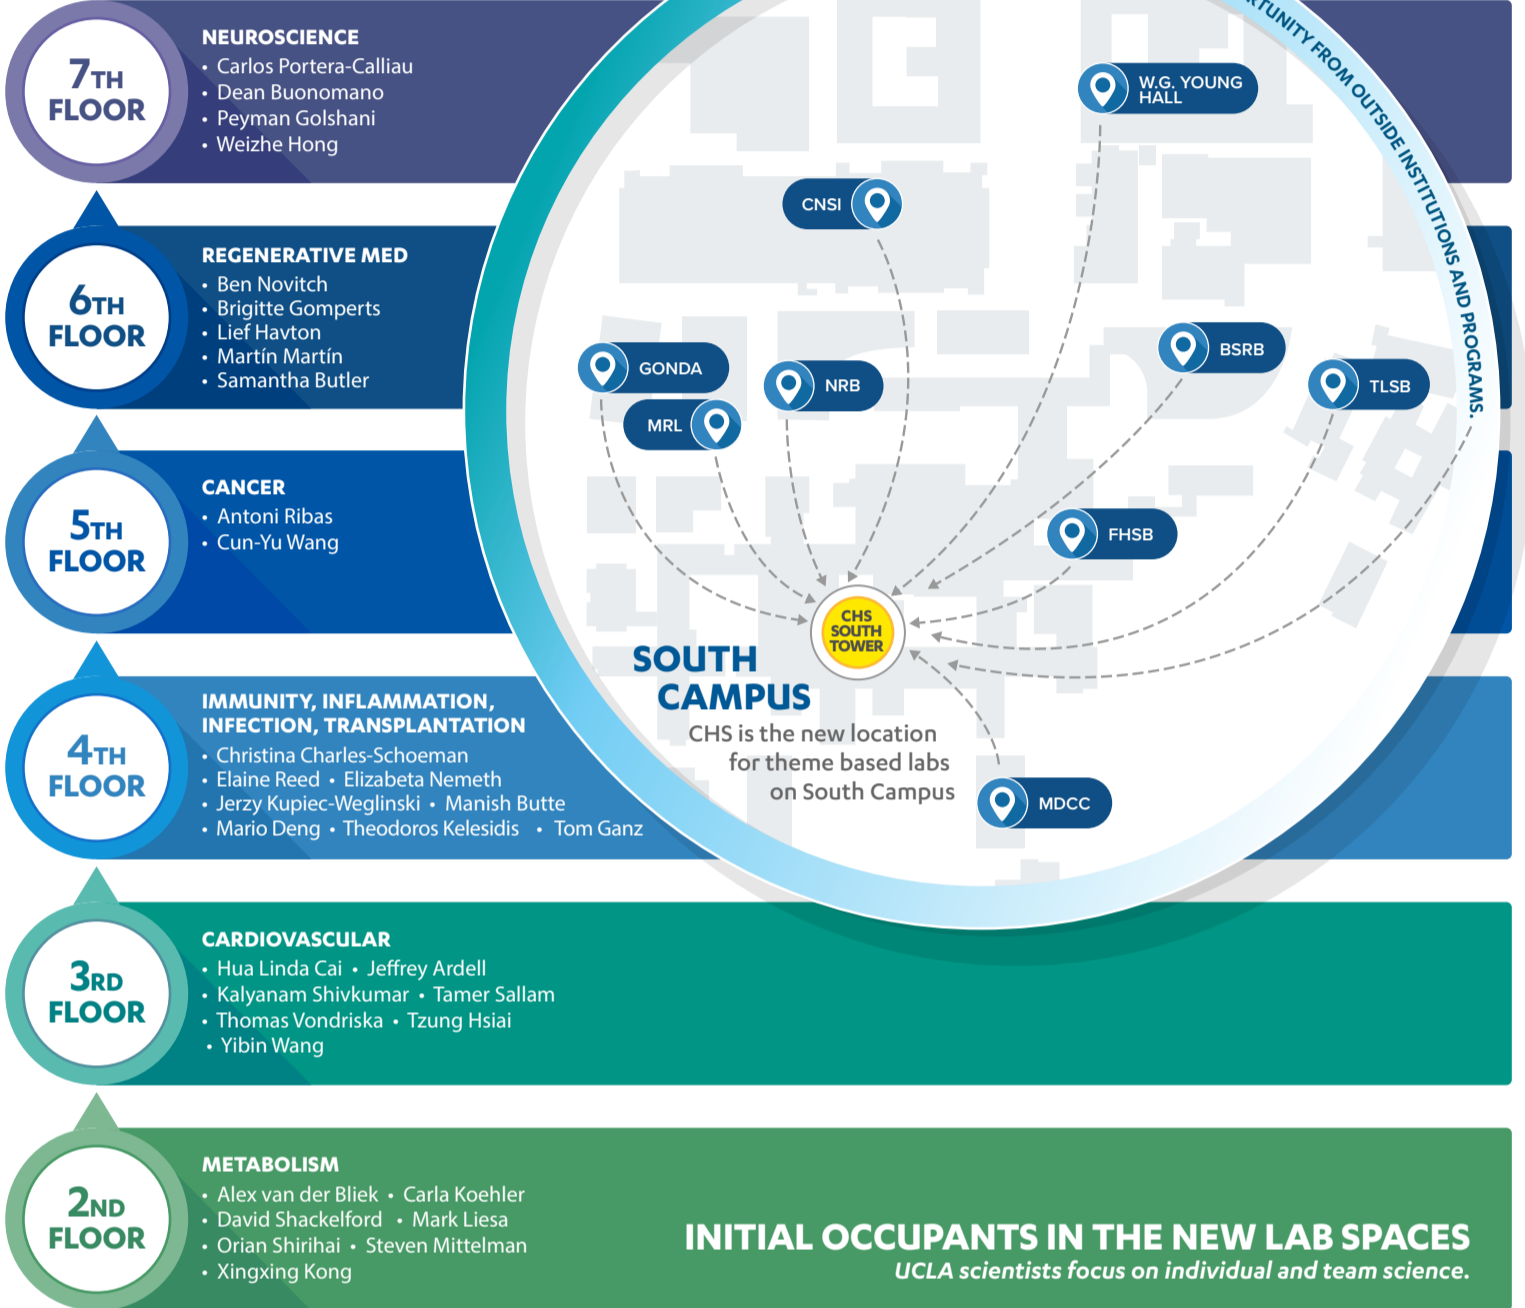 7TH
FLOOR
NEUROSCIENCE
• Carlos Portera-Calliau
• Dean Buonomano
• Peyman Golshani
• Weizhe Hong
6TH
FLOOR
REGENERATIVE MED
• Ben Novitch
• Brigitte Gomperts
• Lief Havton
• Martín Martín
• Samantha Butler
5TH
FLOOR
CANCER
• Antoni Ribas
• Cun-Yu Wang
4TH
FLOOR
IMMUNITY, INFLAMMATION,
INFECTION, TRANSPLANTATION
• Christina Charles-Schoeman
• Elaine Reed • Elizabeta Nemeth
• Jerzy Kupiec-Weglinski • Manish Butte
• Mario Deng • Theodoros Kelesidis • Tom Ganz
3RD
FLOOR
CARDIOVASCULAR
• Hua Linda Cai • Jeffrey Ardell
• Kalyanam Shivkumar • Tamer Sallam
• Thomas Vondriska • Tzung Hsiai
• Yibin Wang
2ND
FLOOR
METABOLISM
• Alex van der Bliek • Carla Koehler
• David Shackelford • Mark Liesa
• Orian Shirihai • Steven Mittelman
• Xingxing Kong
FROM OUTSIDE INSTITUTIONS AND PROGRAMS.
W.G. YOUNG
HALL
CNSI
GONDA
MRL
NRB
BSRB
TLSB
FHSB
CHS
SOUTH
TOWER
SOUTH
CAMPUS
CHS is the new location
for theme based labs
on South Campus
MDCC
INITIAL OCCUPANTS IN THE NEW LAB SPACES
UCLA scientists focus on individual and team science.